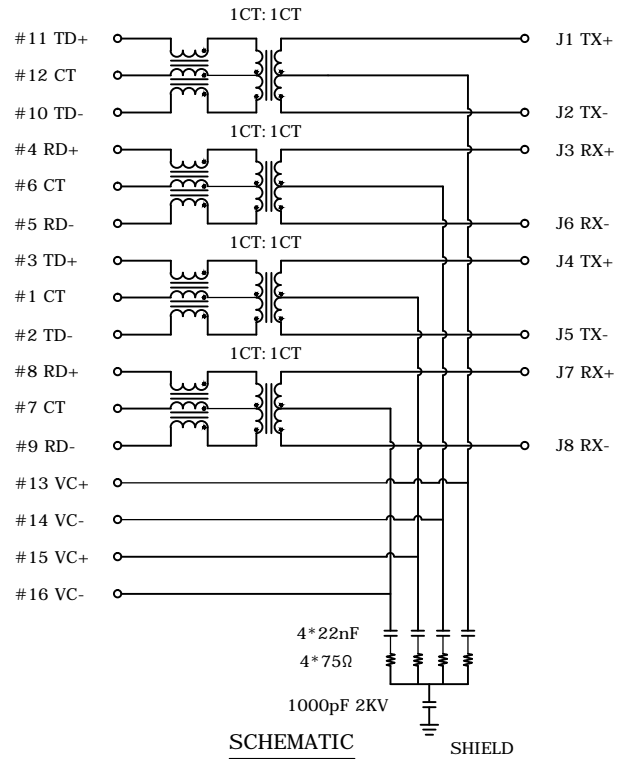 1CT: 1CT
#11 TD+ J1 TX+
#12 CT
#10 TD- J2 TX-
1CT: 1CT
#4 RD+ J3 RX+
#6 CT
#5 RD- J6 RX-
1CT: 1CT
#3 TD+ J4 TX+
#1 CT
#2 TD- J5 TX-
1CT: 1CT
#8 RD+ J7 RX+
#7 CT
#9 RD- J8 RX-
#13 VC+
#14 VC-
#15 VC+
#16 VC-
4*22nF
4*75Ω
1000pF 2KV
SCHEMATIC
SHIELD